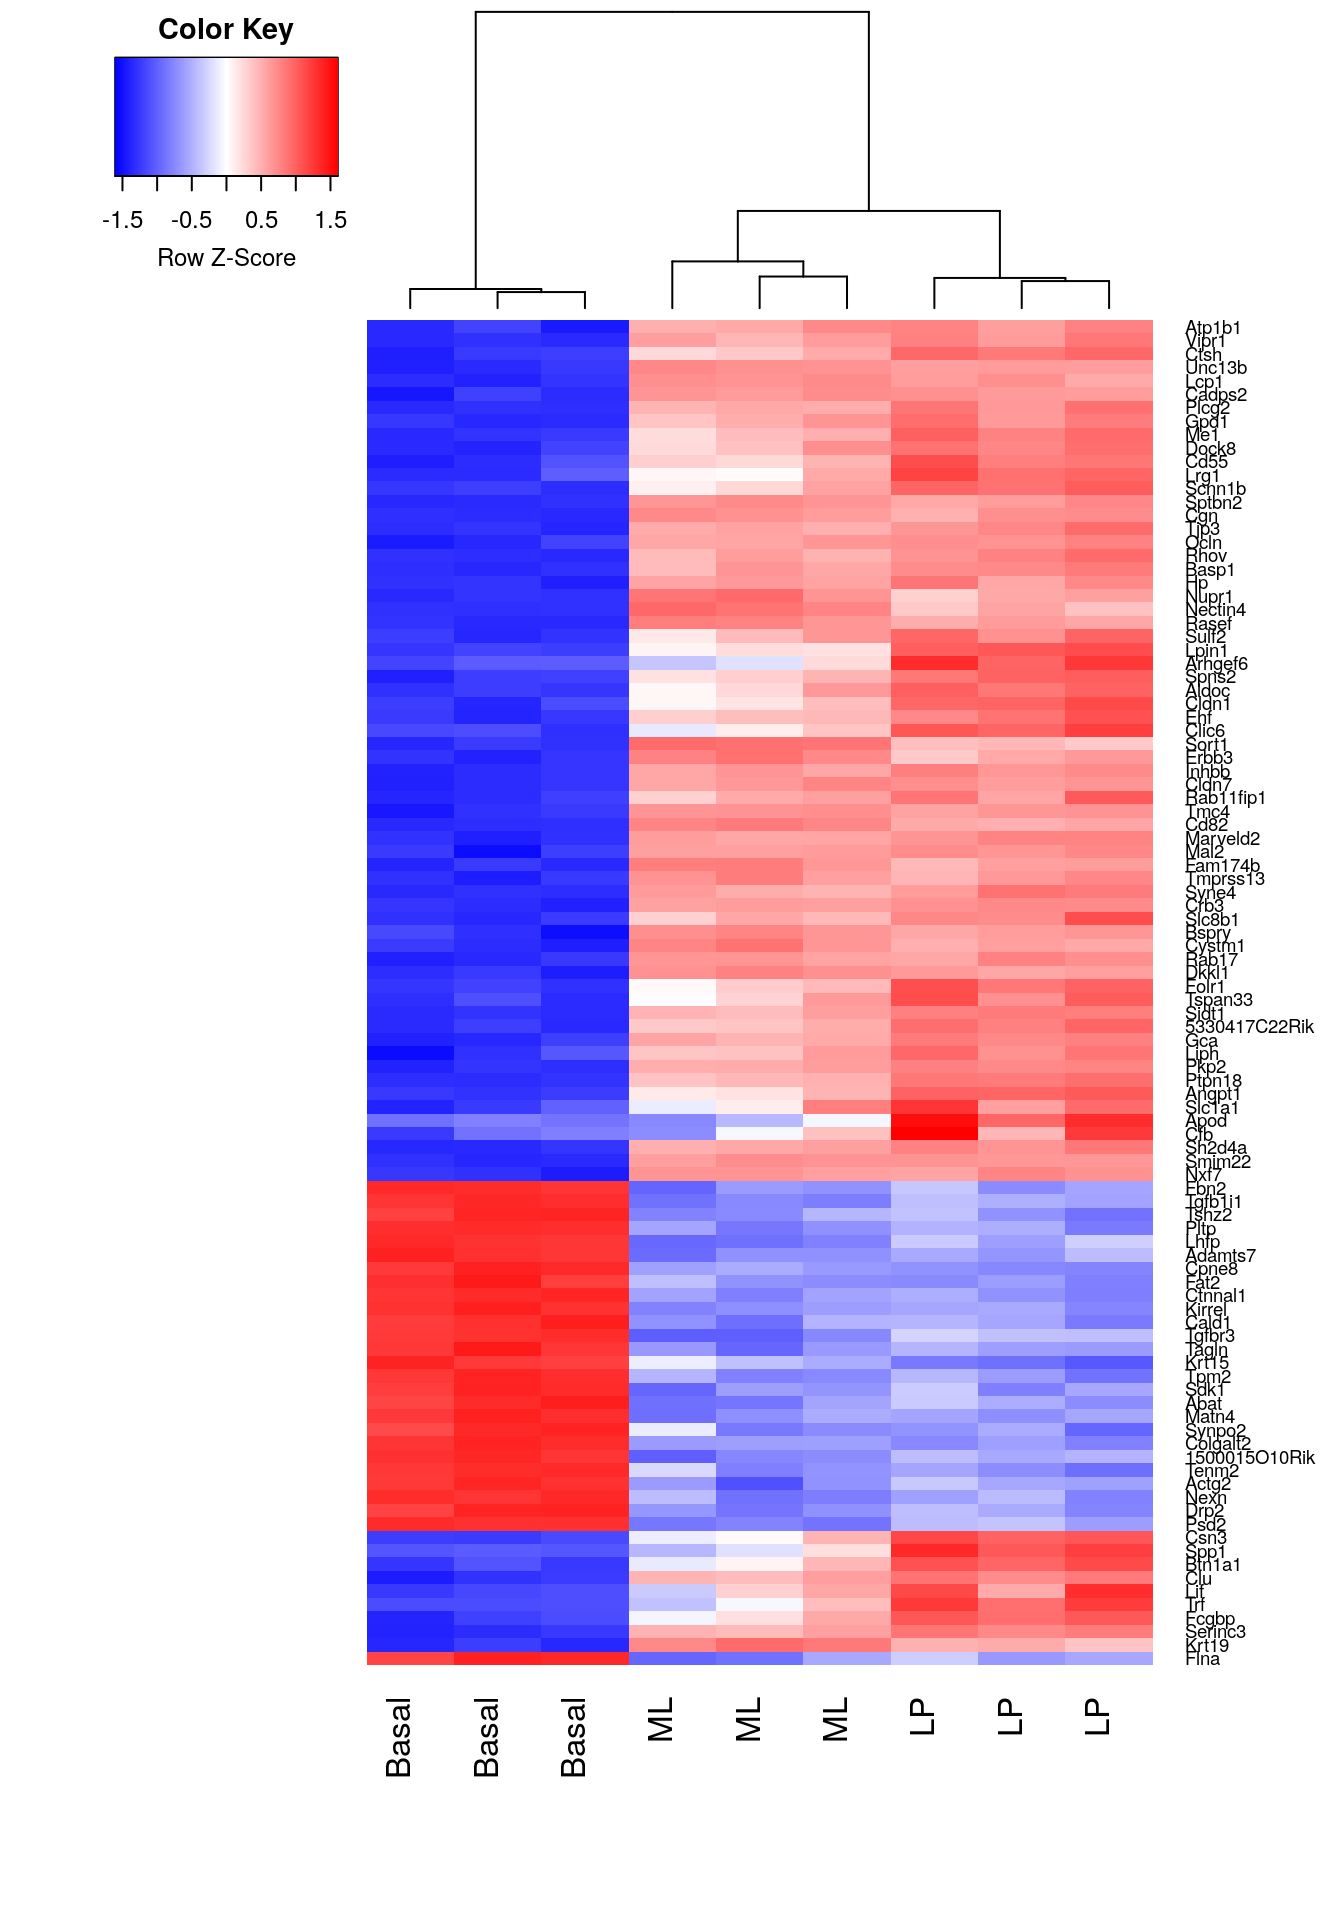 Color Key
-1.5 -0.5 0.5 1.5
Row Z-Score
Atp1b1
Vipr1
Ctsh
Unc13b
Lcp1
Cadps2
Plcg2
Gpd1
Me1
Dock8
Cd55
Lrg1
Scnn1b
Sptbn2
Cgn
Tjp3
Ocln
Rhov
Basp1
Hp
Nupr1
Nectin4
Rasef
Sulf2
Lpin1
Arhgef6
Spns2
Aldoc
Cldn1
Ehf
Clic6
Sort1
Erbb3
Inhbb
Cldn7
Rab11fip1
Tmc4
Cd82
Marveld2
Mal2
Fam174b
Tmprss13
Syne4
Crb3
Slc8b1
Bspry
Cystm1
Rab17
Dkkl1
Folr1
Tspan33
Sidt1
5330417C22Rik
Gca
Liph
Pkp2
Ptpn18
Angpt1
Slc1a1
Apod
Cfb
Sh2d4a
Smim22
Nxf7
Fbn2
Tgfb1i1
Tshz2
Pltp
Lhfp
Adamts7
Cpne8
Fat2
Ctnnal1
Kirrel
Cald1
Tgfbr3
Tagln
Krt15
Tpm2
Sdk1
Abat
Matn4
Synpo2
Colgalt2
1500015O10Rik
Tenm2
Actg2
Nexn
Drp2
Psd2
Csn3
Spp1
Btn1a1
Clu
Lif
Trf
Fcgbp
Serinc3
Krt19
Flna
Basal Basal Basal ML ML ML LP LP LP